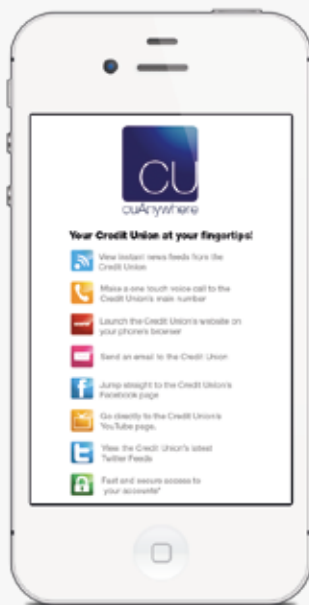 CU
cuAnywhere
Your Credit Union at your fingertips!
View instant news feeds from the
Credit Union
Make a one touch voice call to the
Credit Union's main number
Launch the Credit Union's website on
your phone's browser
Send an email to the Credit Union
Jump straight to the Credit Union's
Facebook page
Go directly to the Credit Union's
YouTube page.
View the Credit Union's latest
Twitter Feeds
Fast and secure access to
your accounts*